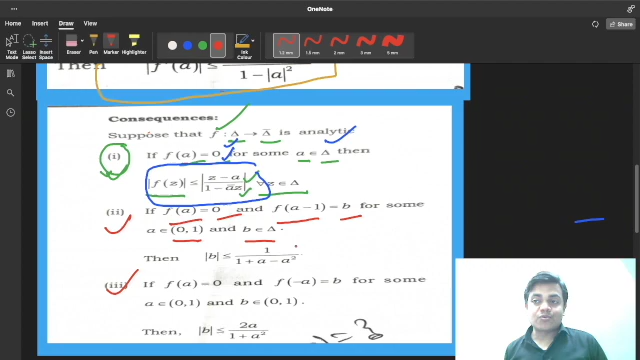 OneNote
Home Insert Draw View
Share
Text Mode
Lasso Select
Insert Space
Eraser
Pen
Marker
Highlighter
Ink Colour
1.2 mm
1.5 mm
2 mm
3 mm
5 mm
Then |f'(a)| ≤
1 − |a|²
Consequences:
Suppose that f : Δ → Δ̄ is analytic
(i) If f(a) = 0 for some a ∈ Δ then
|f(z)| ≤ |(z − a)/(1 − āz)| ∀z ∈ Δ
(ii) If f(a) = 0 and f(a−1) = b for some
a ∈ (0,1) and b ∈ Δ.
Then |b| ≤ 1/(1 + a − a²)
(iii) If f(a) = 0 and f(−a) = b for some
a ∈ (0,1) and b ∈ (0,1).
Then, |b| ≤ 2a/(1 + a²)